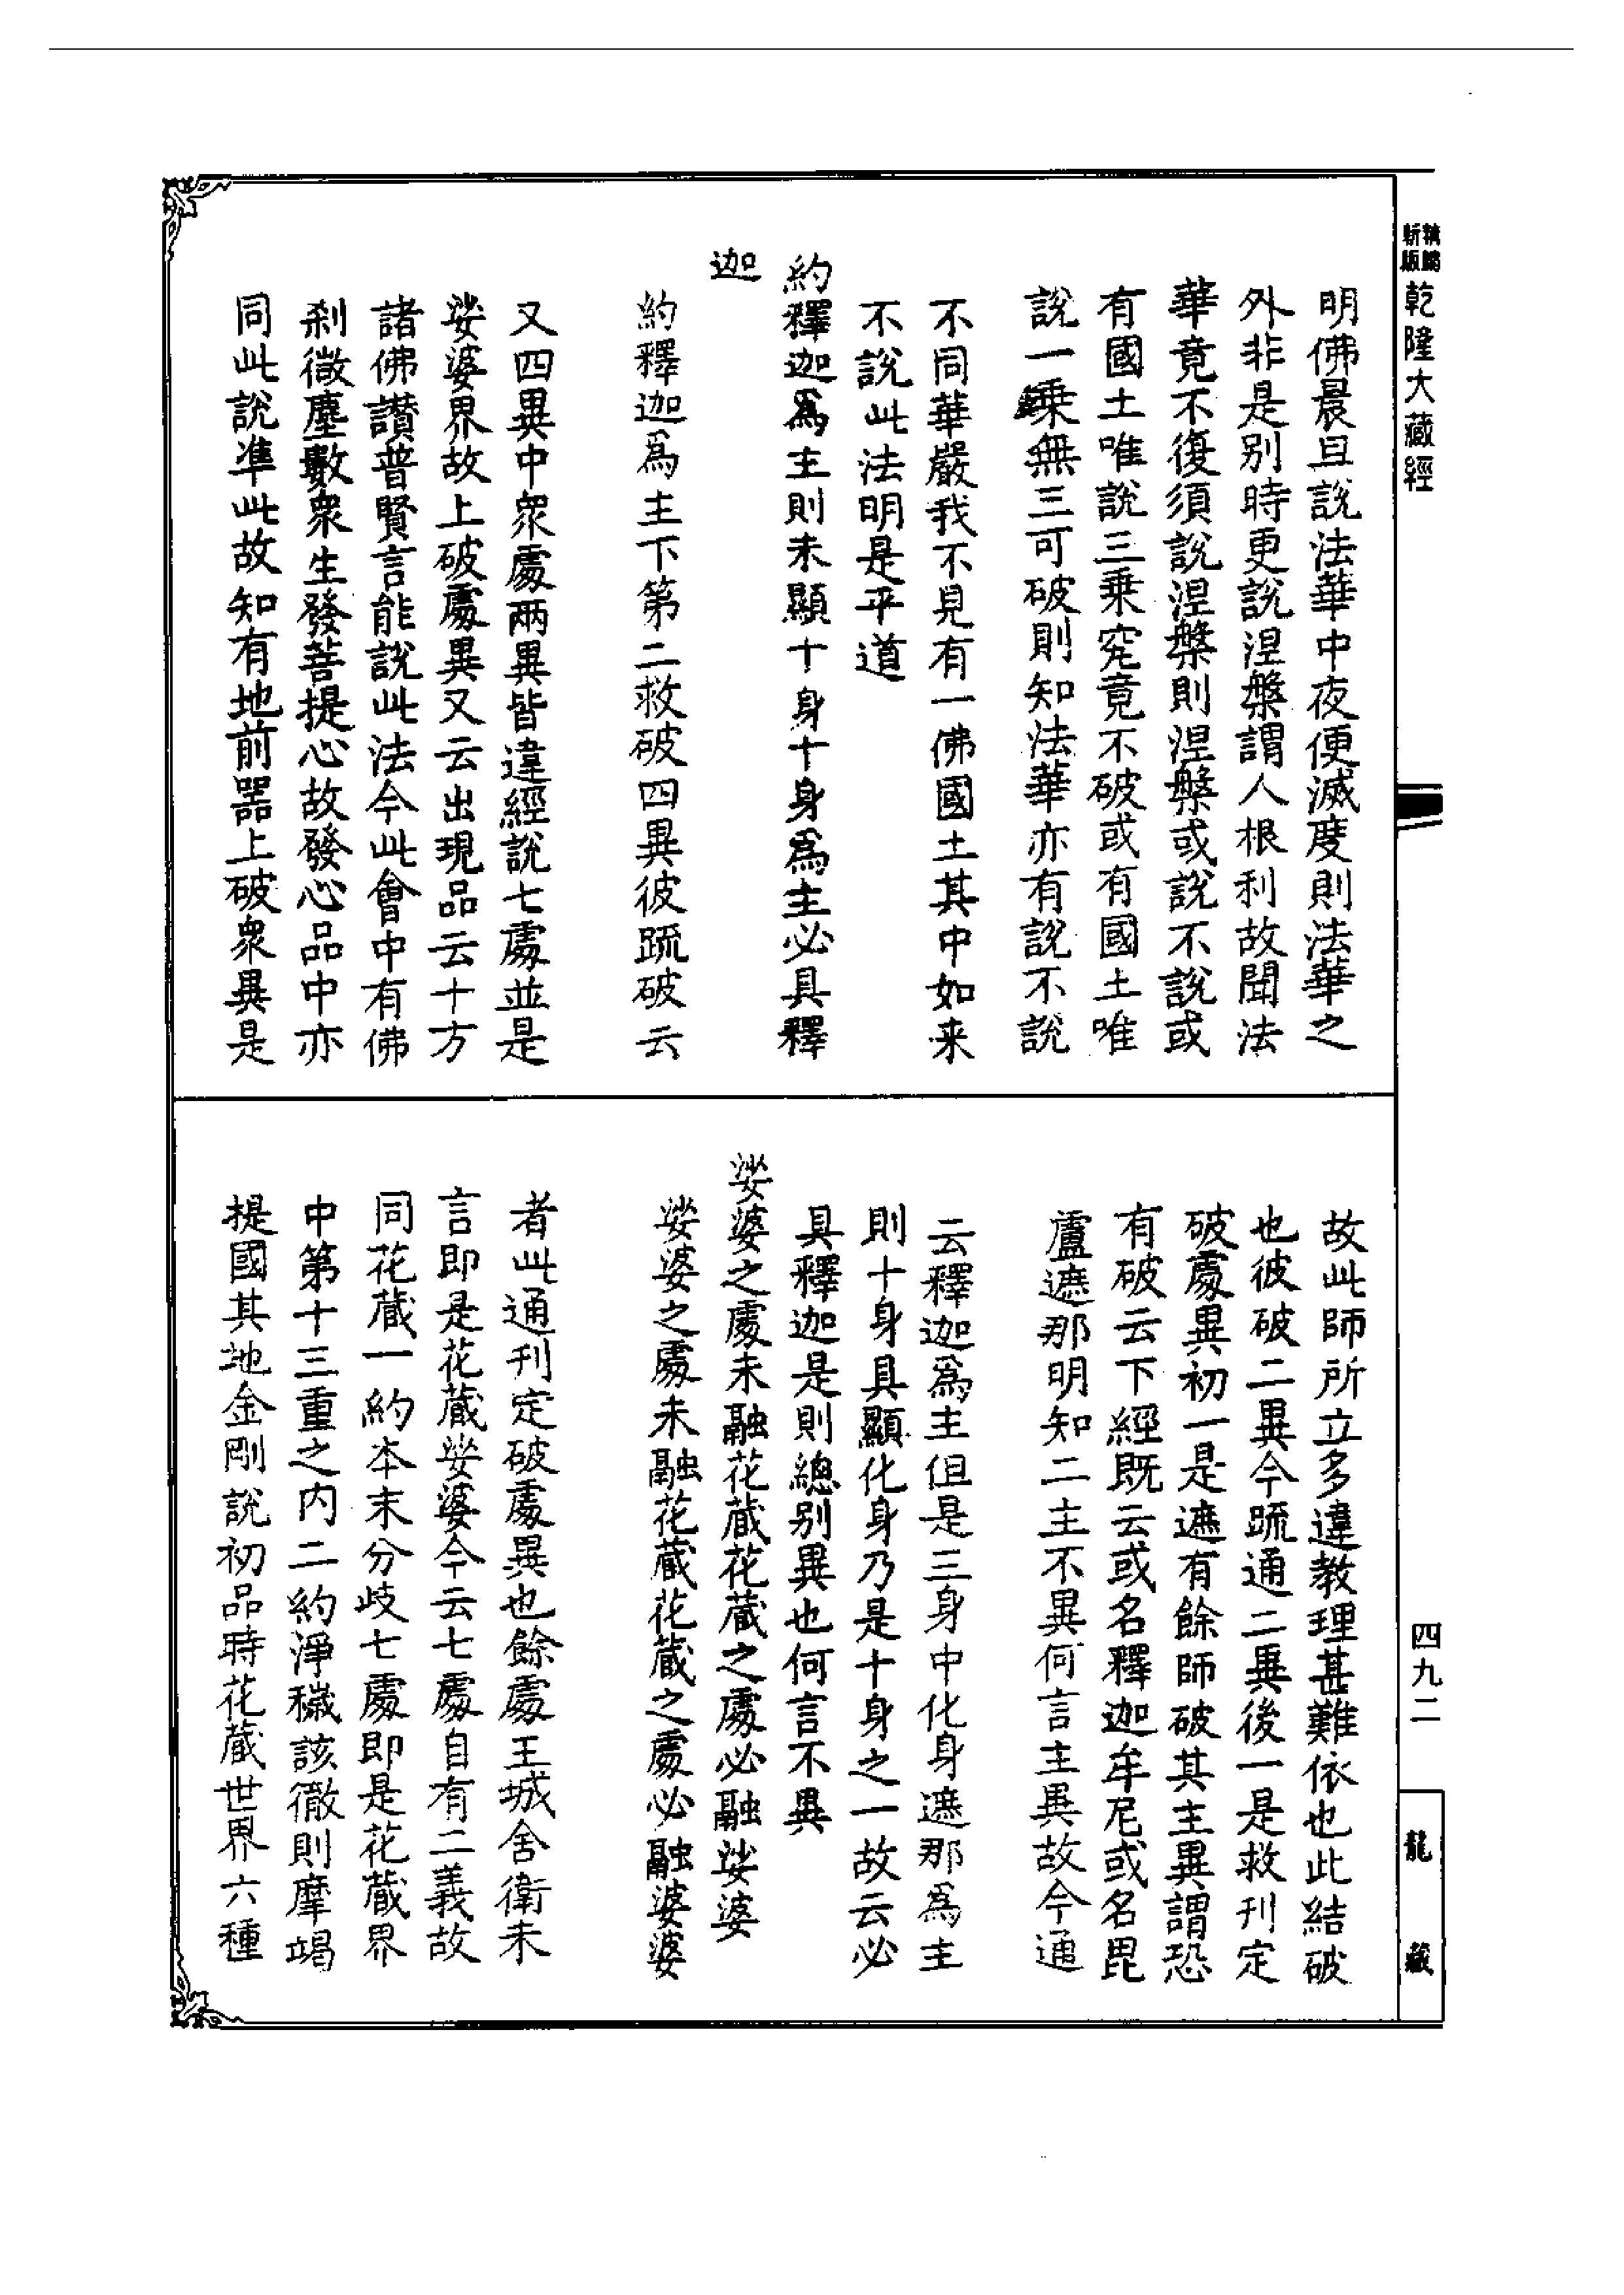 精縮
新版
乾隆大藏經
明佛晨旦說法華中夜便滅度則法華之
外非是别時更說涅槃謂人根利故聞法
華竟不復須說涅槃則涅槃或說不說或
有國土唯說三乗究竟不破或有國土唯
說一乗無三可破則知法華亦有說不說
不同華嚴我不見有一佛國土其中如来
不說此法明是平道
約釋迦爲主則未顯十身十身爲主必具釋
迦
約釋迦爲主下第二救破四異彼䟽破云
又四異中衆處兩異皆違經說七處並是
娑婆界故上破處異又云出現品云十方
諸佛讃普賢言能說此法今此會中有佛
刹微塵數衆生發菩提心故發心品中亦
同此說準此故知有地前噐上破衆異是
故此師所立多違教理甚難依也此結破
也彼破二異今䟽通二異後一是救刋定
破處異初一是遮有餘師破其主異謂恐
有破云下經既云或名釋迦牟尼或名毘
盧遮那明知二主不異何言主異故今通
云釋迦爲主但是三身中化身遮那為主
則十身具顯化身乃是十身之一故云必
具釋迦是則總别異也何言不異
娑婆之處未融花藏花藏之處必融娑婆
娑婆之處未融花藏花藏之處必融婆婆
者此通刋定破處異也餘處王城舍衛未
言即是花藏娑婆今云七處自有二義故
同花藏一約本末分歧七處即是花藏界
中第十三重之内二約淨穢該徹則摩竭
提國其地金剛說初品時花藏世界六種
四九二
龍藏